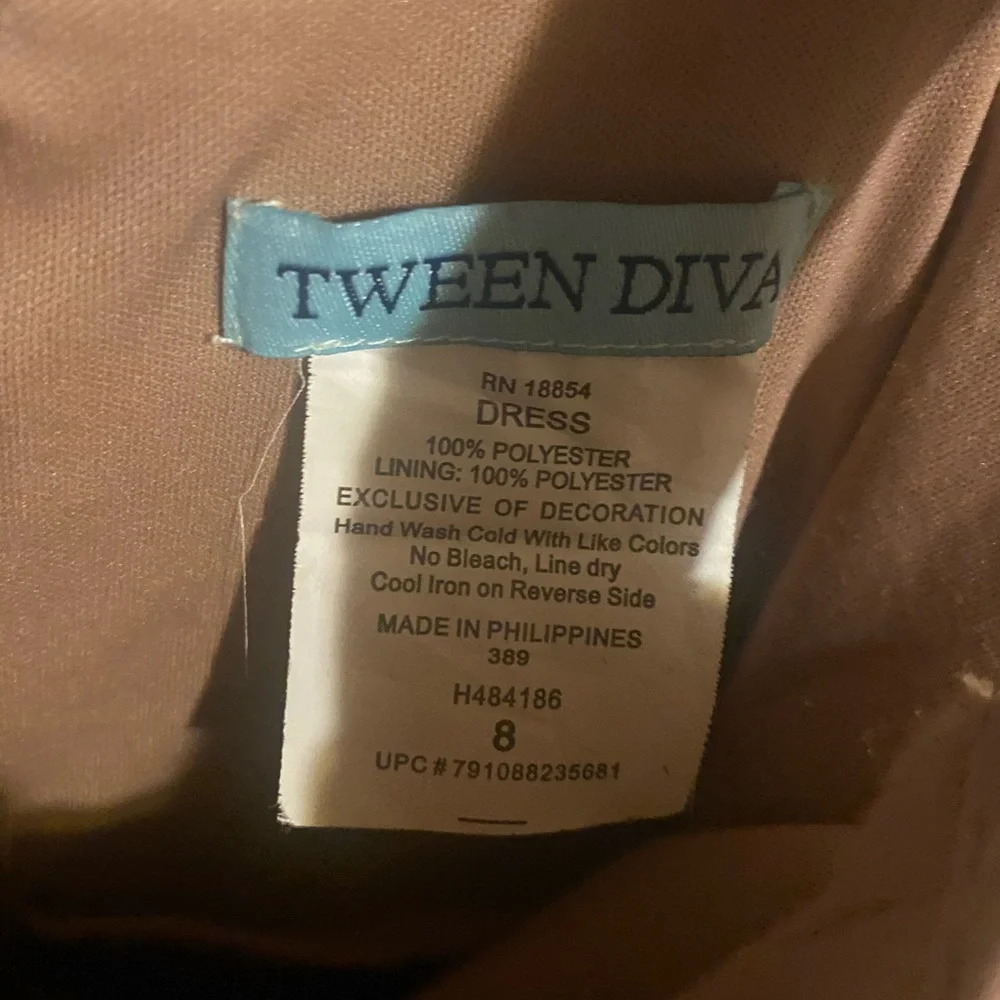 TWEEN DIVA
RN 18854
DRESS
100% POLYESTER
LINING: 100% POLYESTER
EXCLUSIVE OF DECORATION
Hand Wash Cold With Like Colors
No Bleach, Line dry
Cool Iron on Reverse Side
MADE IN PHILIPPINES
389
H484186
8
UPC # 791088235681